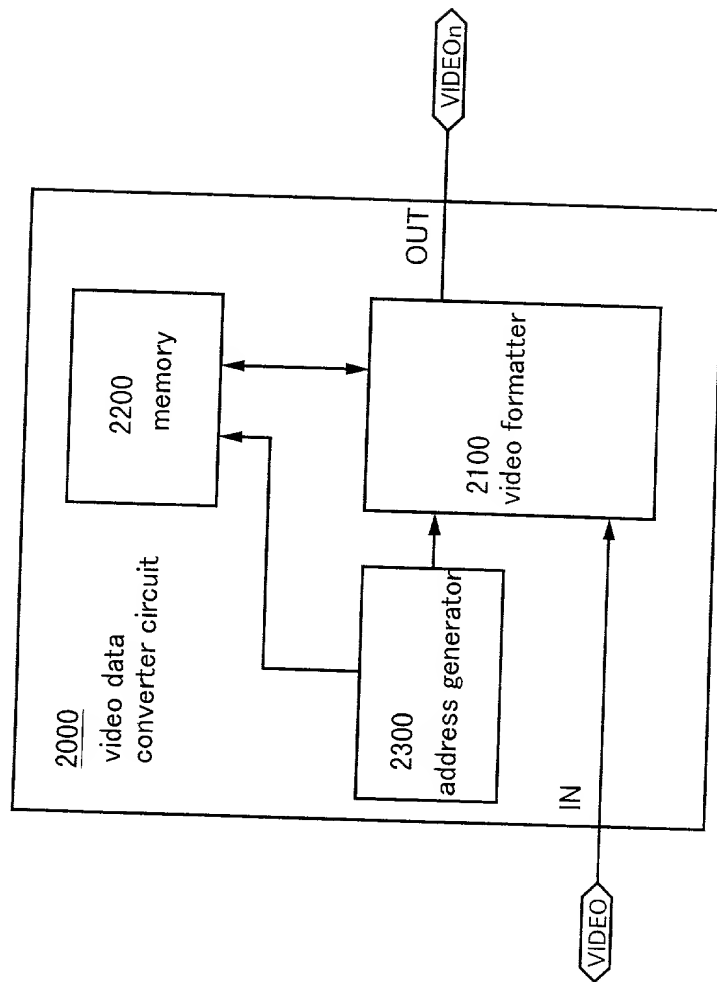 2000
video data
converter circuit
2200
memory
2300
address generator
2100
video formatter
IN
OUT
VIDEO
VIDEOn